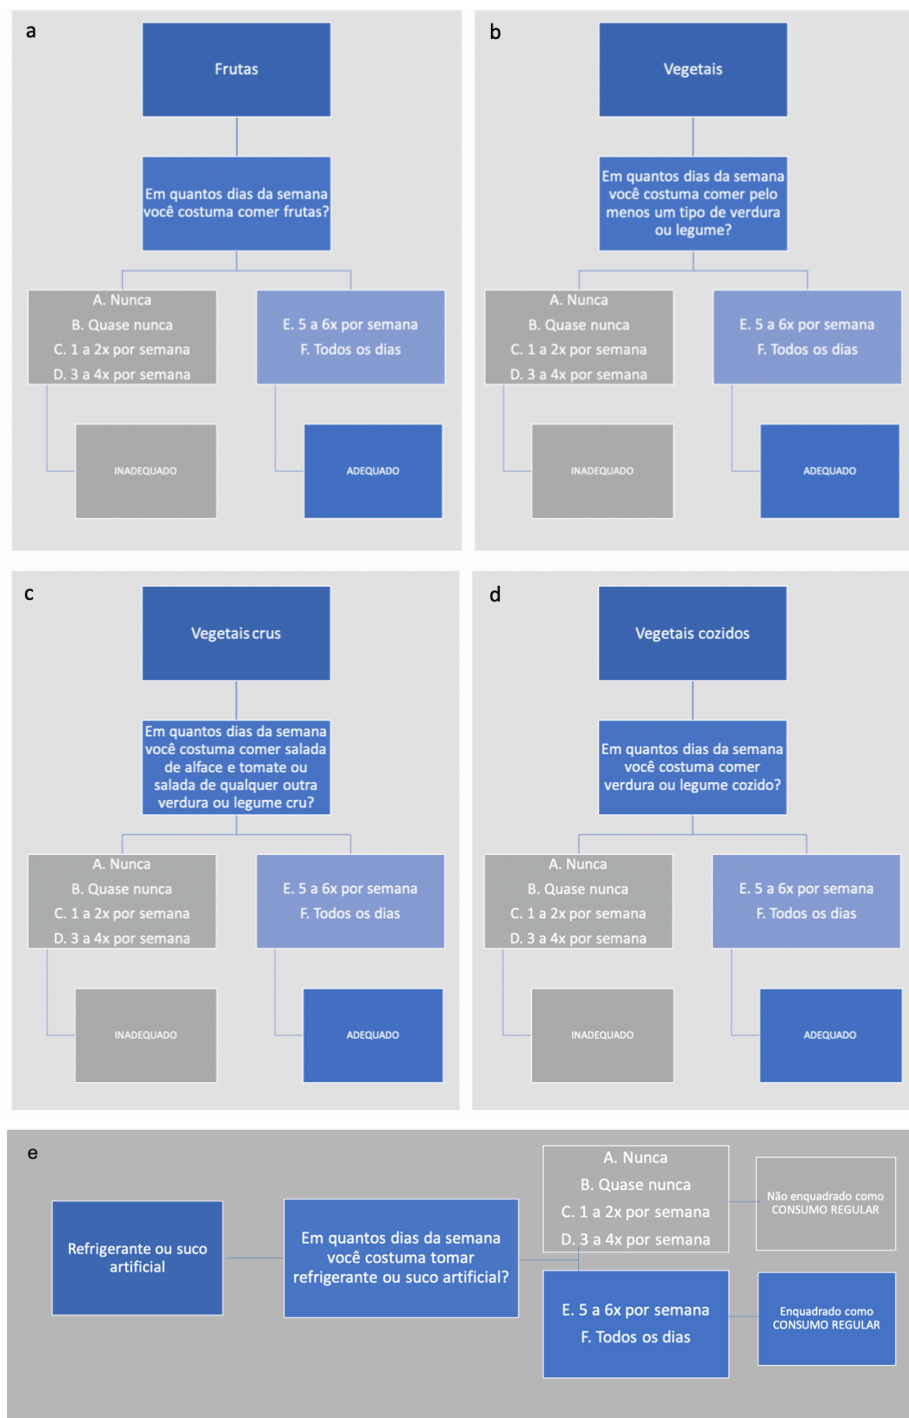 a
Frutas
Em quantos dias da semana
você costuma comer frutas?
A. Nunca
B. Quase nunca
C. 1 a 2x por semana
D. 3 a 4x por semana
E. 5 a 6x por semana
F. Todos os dias
INADEQUADO
ADEQUADO
b
Vegetais
Em quantos dias da semana
você costuma comer pelo
menos um tipo de verdura
ou legume?
A. Nunca
B. Quase nunca
C. 1 a 2x por semana
D. 3 a 4x por semana
E. 5 a 6x por semana
F. Todos os dias
INADEQUADO
ADEQUADO
c
Vegetais crus
Em quantos dias da semana
você costuma comer salada
de alface e tomate ou
salada de qualquer outra
verdura ou legume cru?
A. Nunca
B. Quase nunca
C. 1 a 2x por semana
D. 3 a 4x por semana
E. 5 a 6x por semana
F. Todos os dias
INADEQUADO
ADEQUADO
d
Vegetais cozidos
Em quantos dias da semana
você costuma comer
verdura ou legume cozido?
A. Nunca
B. Quase nunca
C. 1 a 2x por semana
D. 3 a 4x por semana
E. 5 a 6x por semana
F. Todos os dias
INADEQUADO
ADEQUADO
e
Refrigerante ou suco
artificial
Em quantos dias da semana
você costuma tomar
refrigerante ou suco artificial?
A. Nunca
B. Quase nunca
C. 1 a 2x por semana
D. 3 a 4x por semana
Não enquadrado como
CONSUMO REGULAR
E. 5 a 6x por semana
F. Todos os dias
Enquadrado como
CONSUMO REGULAR